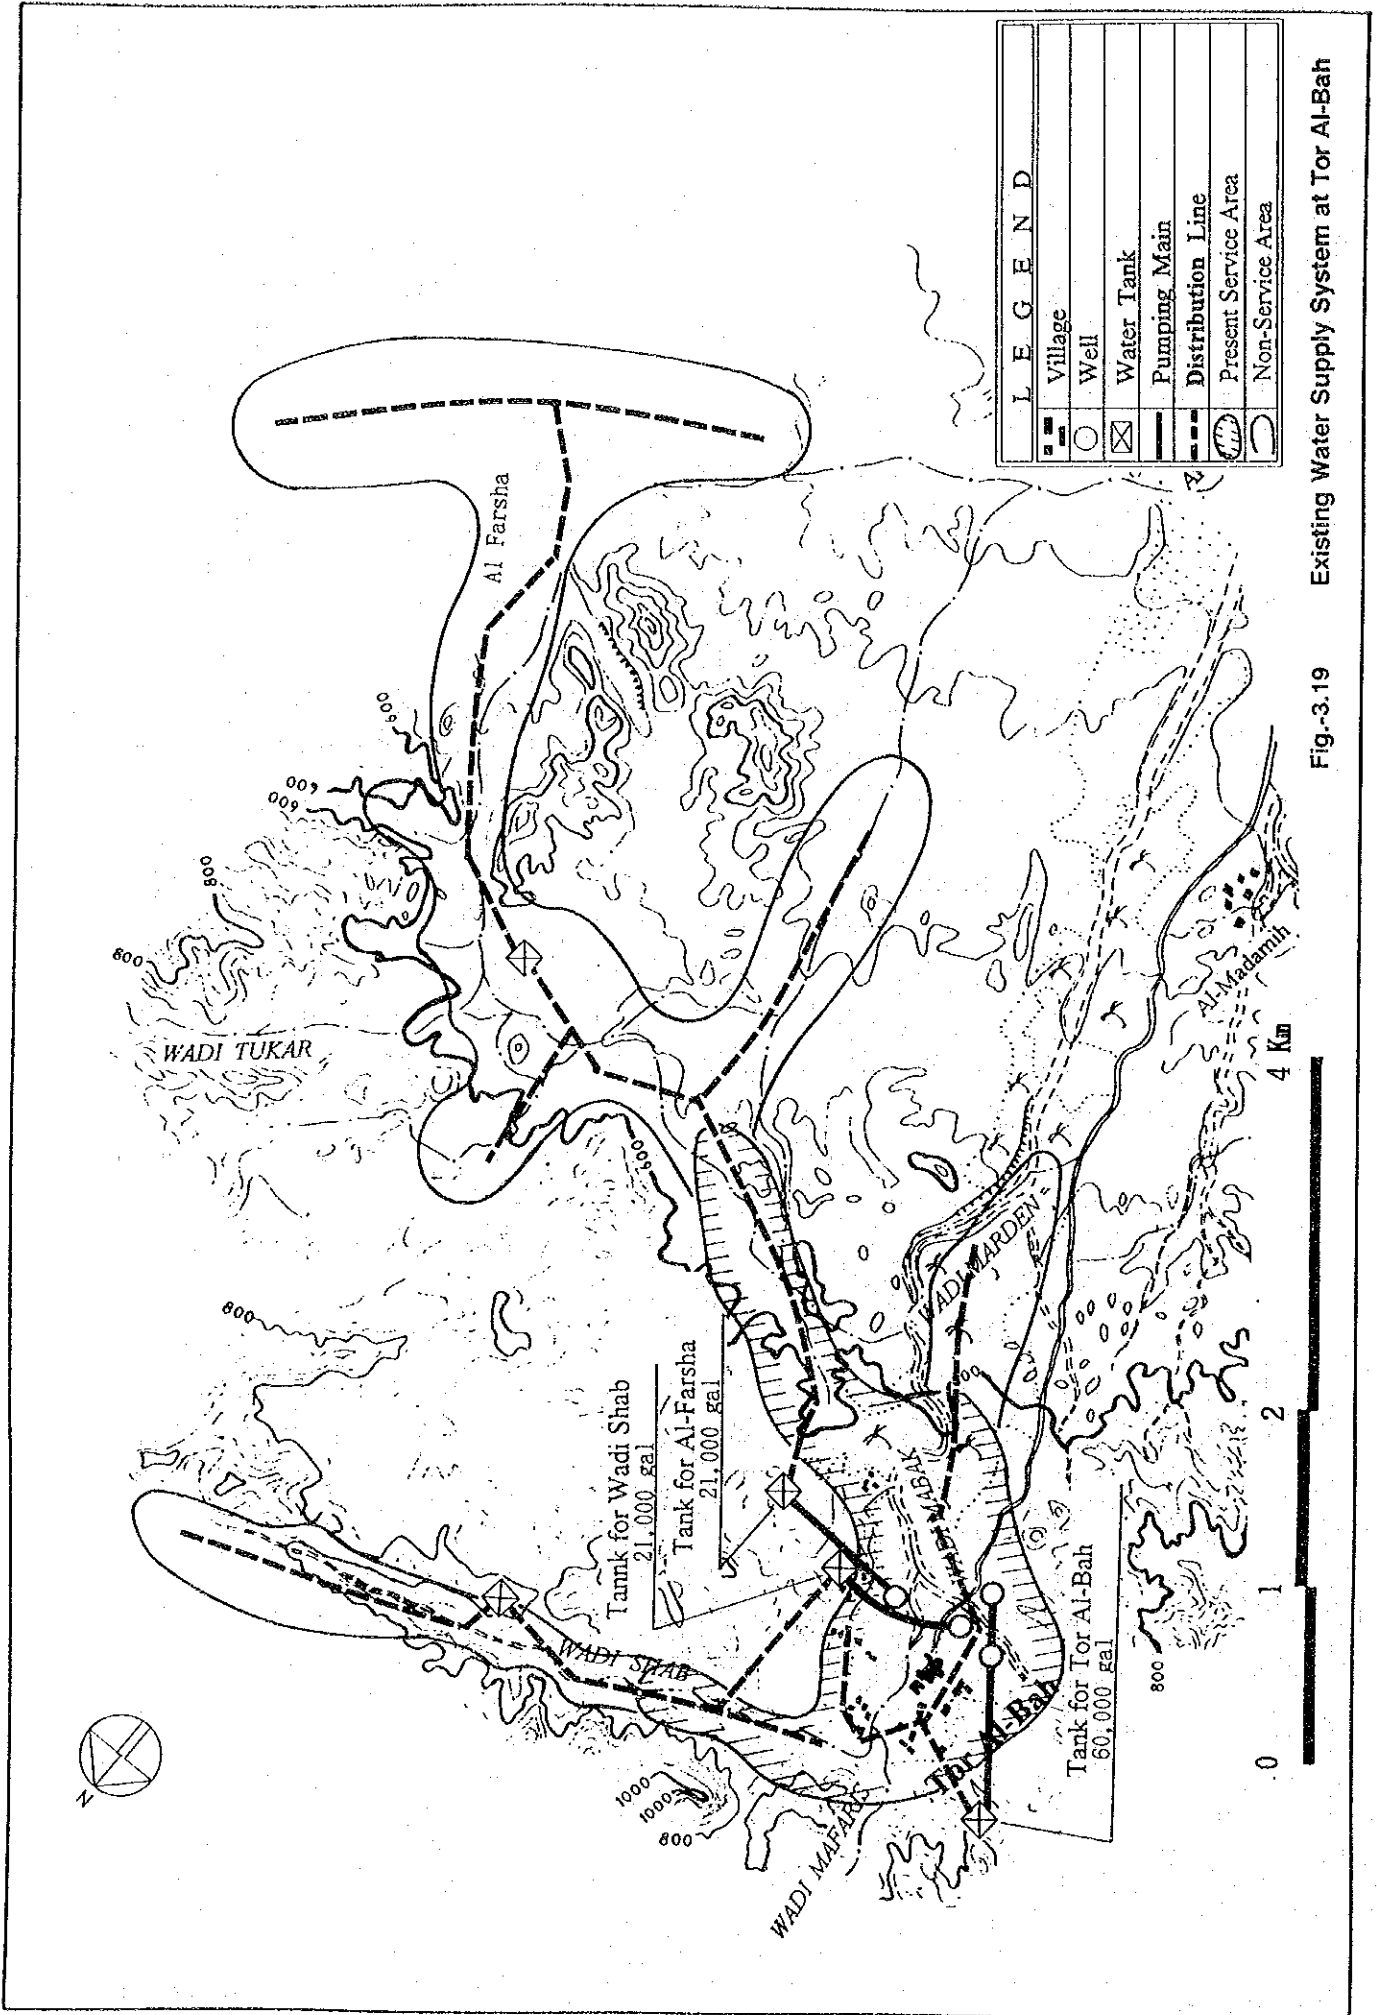 Fig.-3.19 Existing Water Supply System at Tor Al-Bah
L E G E N D
Village
Well
Water Tank
Pumping Main
Distribution Line
Present Service Area
Non-Service Area
Al Farsha
600
600
600
800
800
WADI TUKAR
600
800
Tannk for Wadi Shab
21,000 gal
Tank for Al-Farsha
21,000 gal
WADI SHAB
WADI MARDEN
WADI MABAK
Al-Madamih
Tor Al-Bah
Tank for Tor Al-Bah
60,000 gal
1000
1000
800
WADI MAFARIS
800
N
0 1 2 4 Km